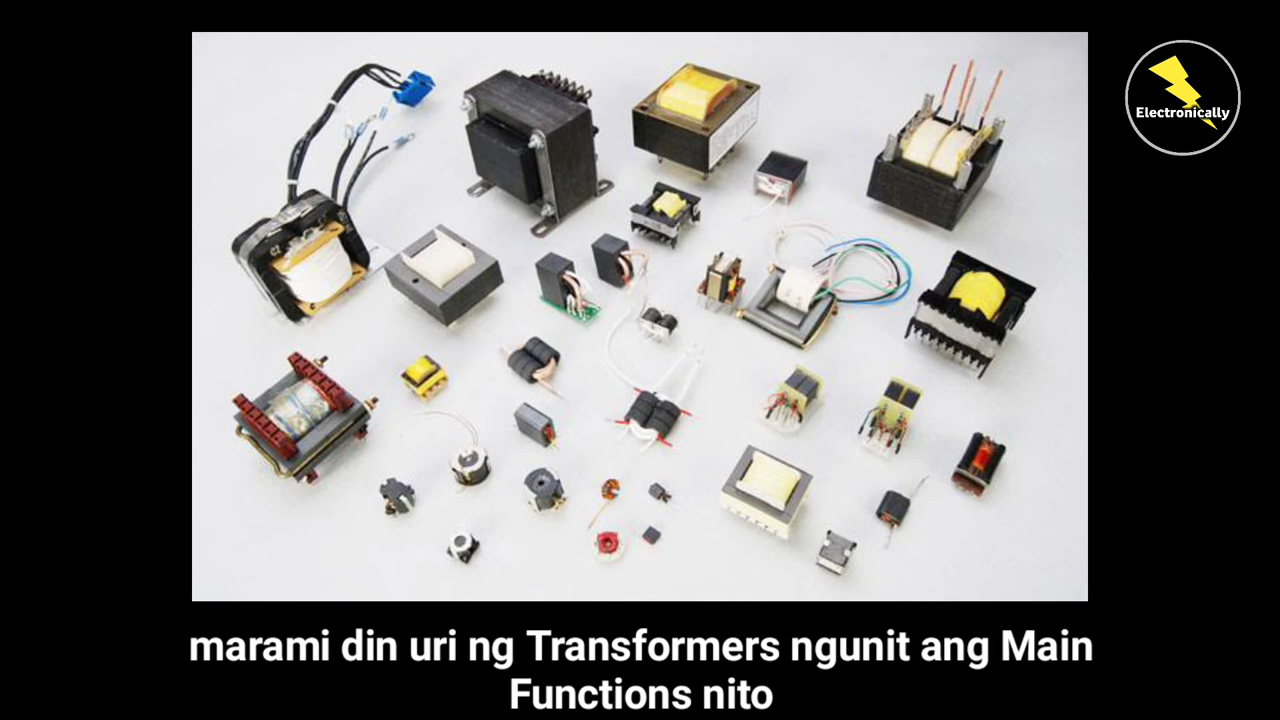 Electronically
marami din uri ng Transformers ngunit ang Main
Functions nito